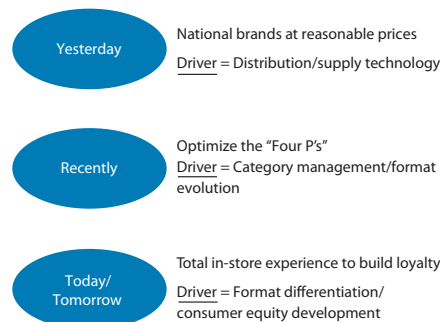 Yesterday
National brands at reasonable prices
Driver = Distribution/supply technology
Recently
Optimize the “Four P’s”
Driver = Category management/format
evolution
Today/
Tomorrow
Total in-store experience to build loyalty
Driver = Format differentiation/
consumer equity development